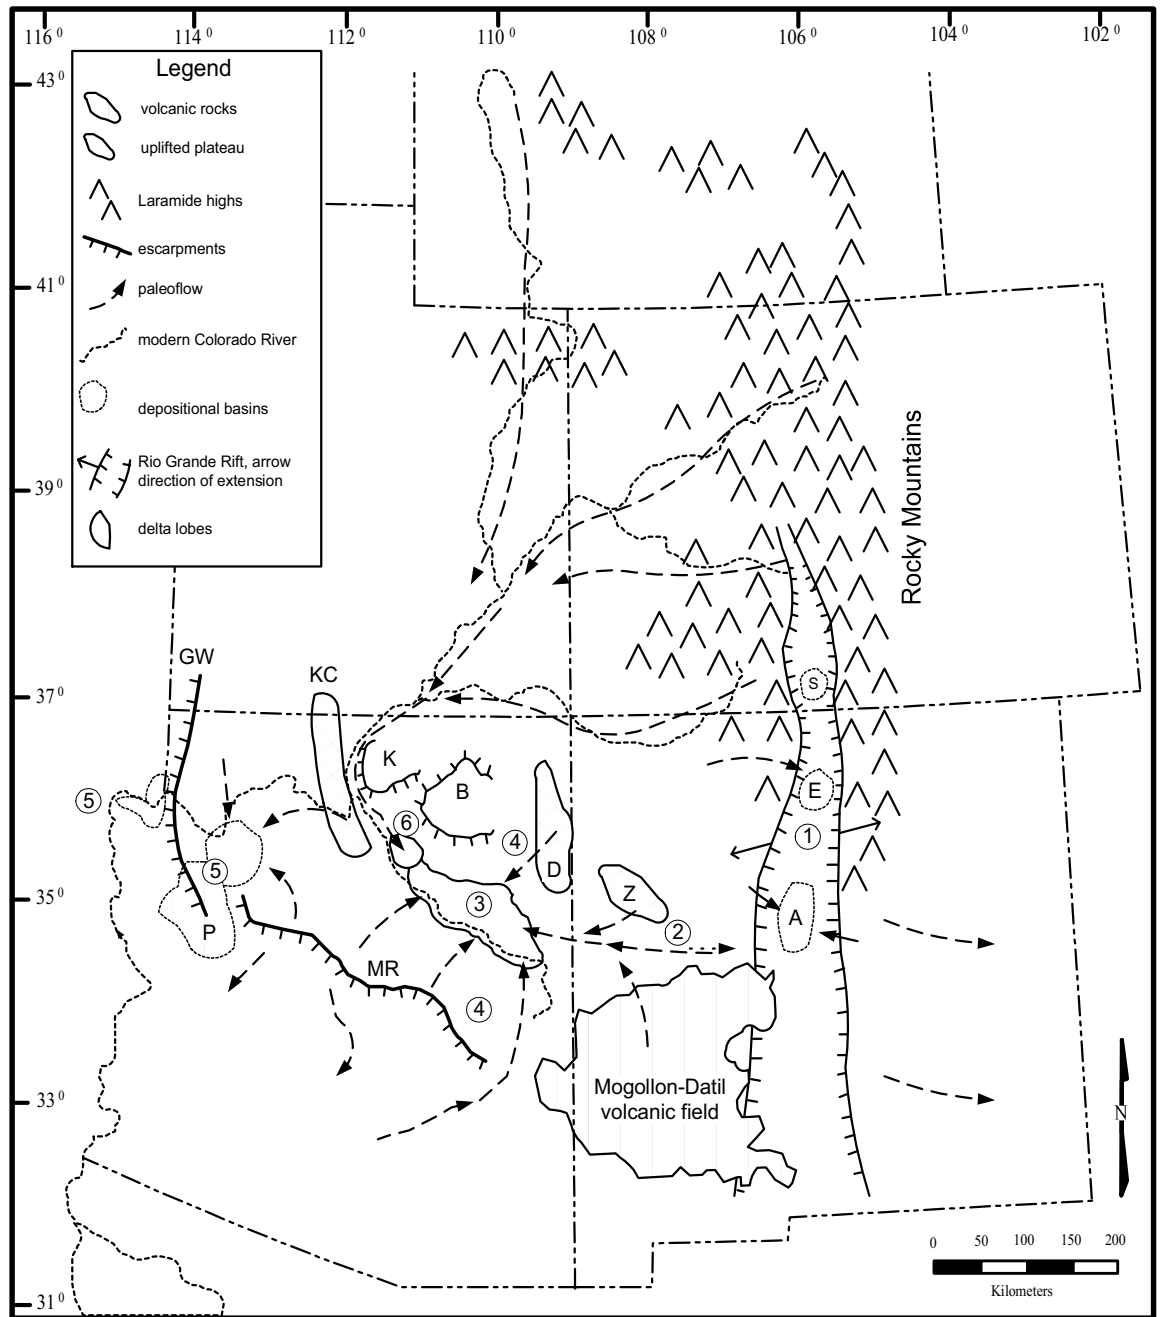 116⁰ 114⁰ 112⁰ 110⁰ 108⁰ 106⁰ 104⁰ 102⁰
43⁰
41⁰
39⁰
37⁰
35⁰
33⁰
31⁰
Legend
volcanic rocks
uplifted plateau
Laramide highs
escarpments
paleoflow
modern Colorado River
depositional basins
Rio Grande Rift, arrow
direction of extension
delta lobes
Rocky Mountains
GW
KC
S
K
B
E
5
6
4
1
D
5
3
Z
A
P
2
MR
4
Mogollon-Datil
volcanic field
N
0 50 100 150 200
Kilometers